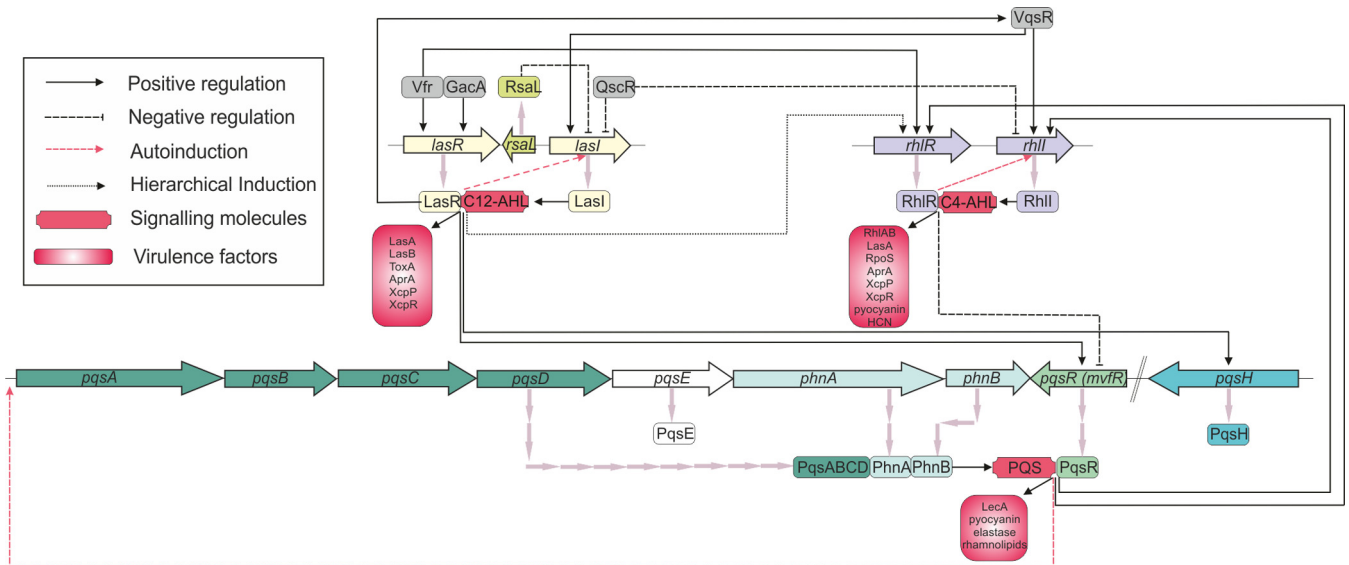 VqsR
Positive regulation
Negative regulation
Autoinduction
Hierarchical Induction
Signalling molecules
Virulence factors
Vfr
GacA
RsaL
QscR
lasR
rsaL
lasI
rhlR
rhlI
LasR
C12-AHL
LasI
RhlR
C4-AHL
RhlI
LasA
LasB
ToxA
AprA
XcpP
XcpR
RhlAB
LasA
RpoS
AprA
XcpP
XcpR
pyocyanin
HCN
pqsA
pqsB
pqsC
pqsD
pqsE
phnA
phnB
pqsR (mvfR)
pqsH
PqsE
PqsH
PqsABCD
PhnA
PhnB
PQS
PqsR
LecA
pyocyanin
elastase
rhamnolipids